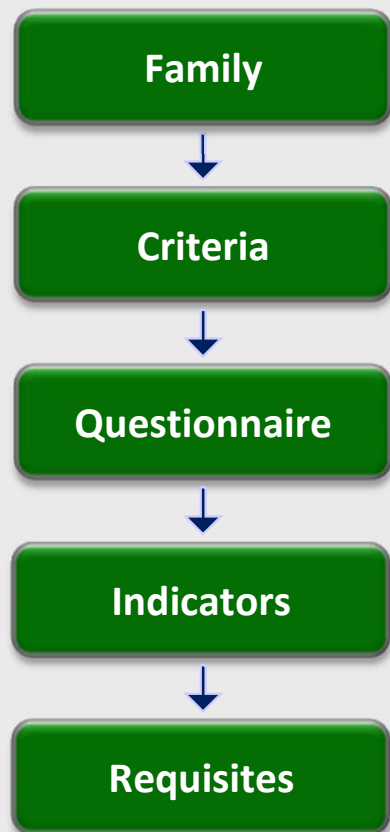 Family
Criteria
Questionnaire
Indicators
Requisites